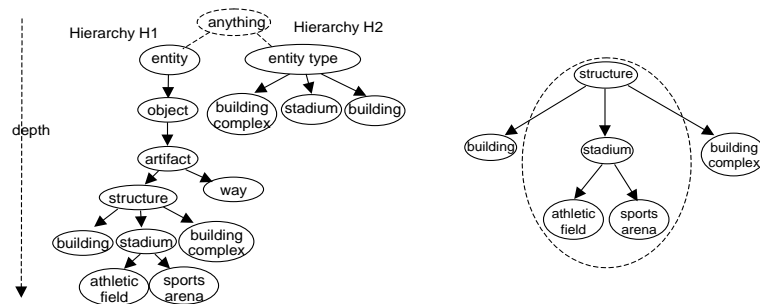 anything
Hierarchy H1
Hierarchy H2
entity
entity type
object
building
complex
stadium
building
depth
artifact
way
structure
building
stadium
building
complex
athletic
field
sports
arena
structure
building
stadium
building
complex
athletic
field
sports
arena